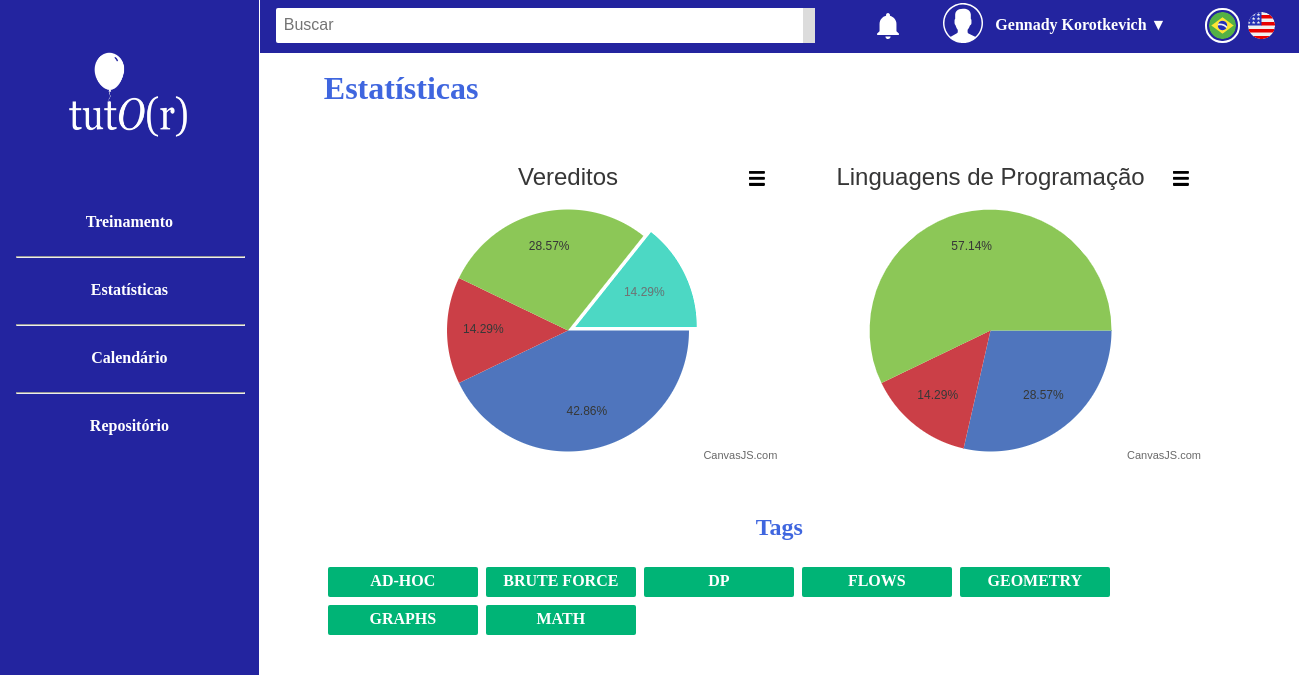 Buscar
Gennady Korotkevich ▼
tutO(r)
Treinamento
Estatísticas
Calendário
Repositório
Estatísticas
Vereditos
28.57%
14.29%
14.29%
42.86%
CanvasJS.com
Linguagens de Programação
57.14%
14.29%
28.57%
CanvasJS.com
Tags
AD-HOC
BRUTE FORCE
DP
FLOWS
GEOMETRY
GRAPHS
MATH